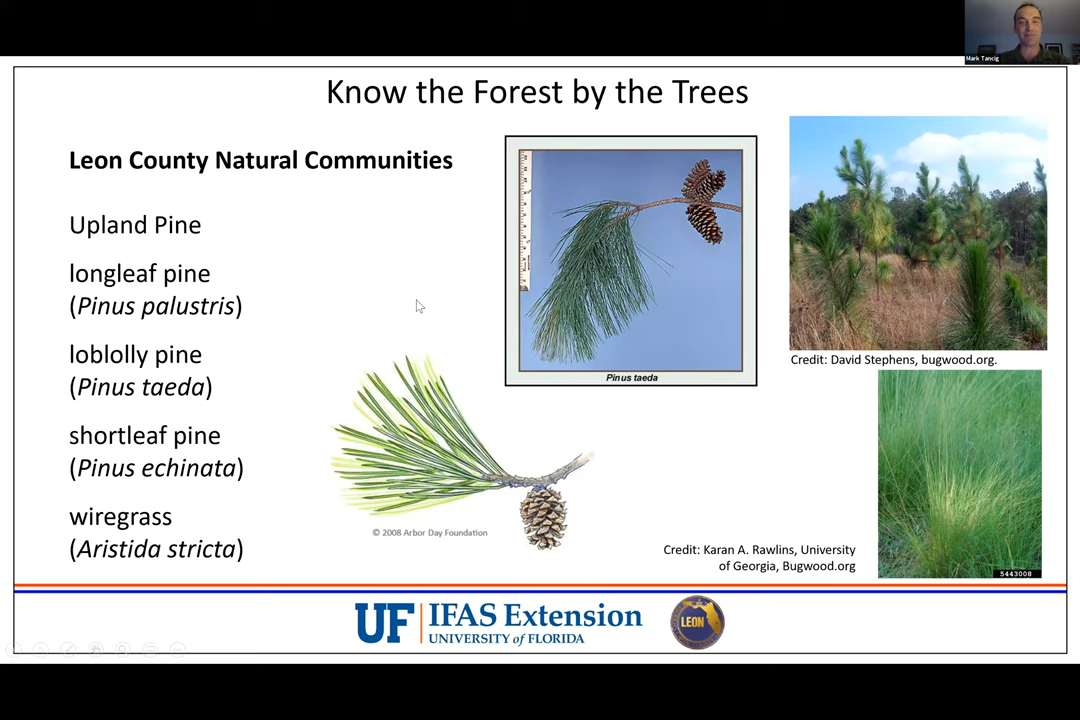 Mark Tancig
Know the Forest by the Trees
Leon County Natural Communities
Upland Pine
longleaf pine
(Pinus palustris)
loblolly pine
(Pinus taeda)
shortleaf pine
(Pinus echinata)
wiregrass
(Aristida stricta)
Pinus taeda
Credit: David Stephens, bugwood.org.
© 2008 Arbor Day Foundation
Credit: Karan A. Rawlins, University
of Georgia, Bugwood.org
5443008
UF IFAS Extension
UNIVERSITY of FLORIDA
LEON